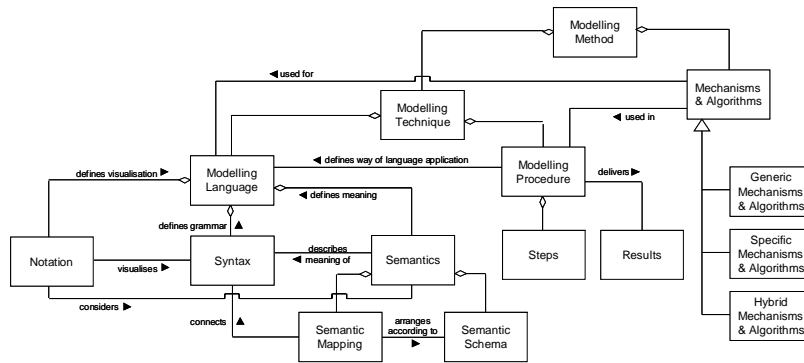 Modelling
Method
◄ used for
Mechanisms
& Algorithms
Modelling
Technique
◄ used in
Modelling
Language
◄ defines way of language application
Modelling
Procedure
delivers ►
defines visualisation ►
◄ defines meaning
Generic
Mechanisms
& Algorithms
defines grammar ▲
Notation
visualises ►
Syntax
describes
◄ meaning of
Semantics
Steps
Results
Specific
Mechanisms
& Algorithms
considers ►
connects ▲
Semantic
Mapping
arranges
according to
►
Semantic
Schema
Hybrid
Mechanisms
& Algorithms